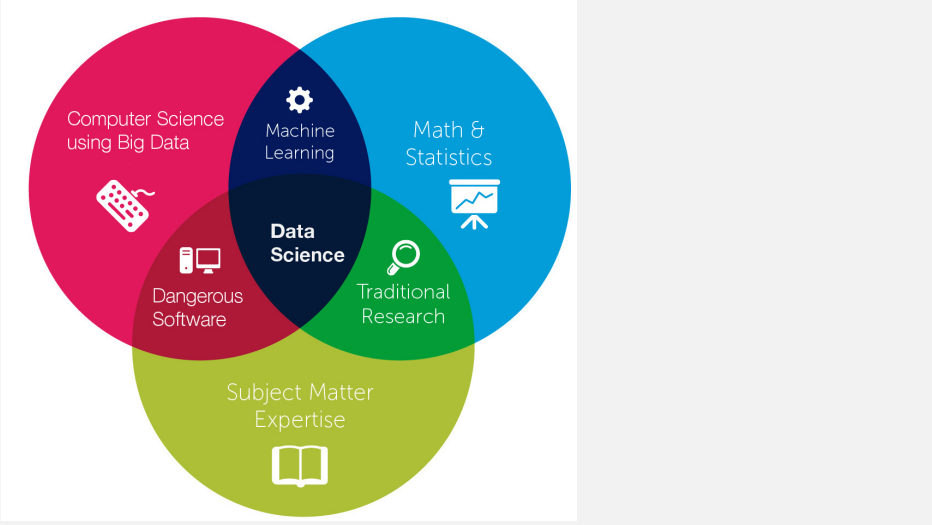 Computer Science
using Big Data
Machine
Learning
Math &
Statistics
Data
Science
Dangerous
Software
Traditional
Research
Subject Matter
Expertise